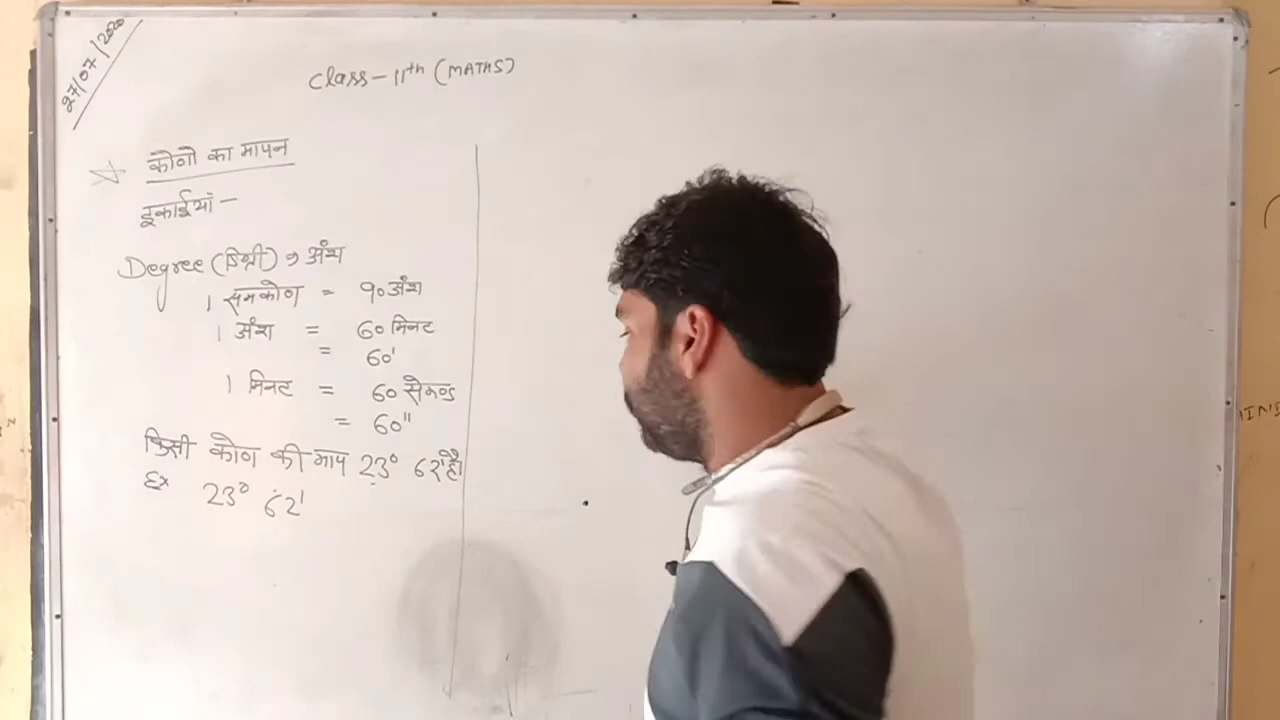 27/07/2020
Class - 11th (MATHS)
कोणो का मापन
इकाईयां -
Degree (डिग्री) , अंश
1 समकोण = 90 अंश
1 अंश = 60 मिनट
= 60'
1 मिनट = 60 सेकण्ड
= 60"
किसी कोण की माप 23° 62' है।
Ex 23° 62'